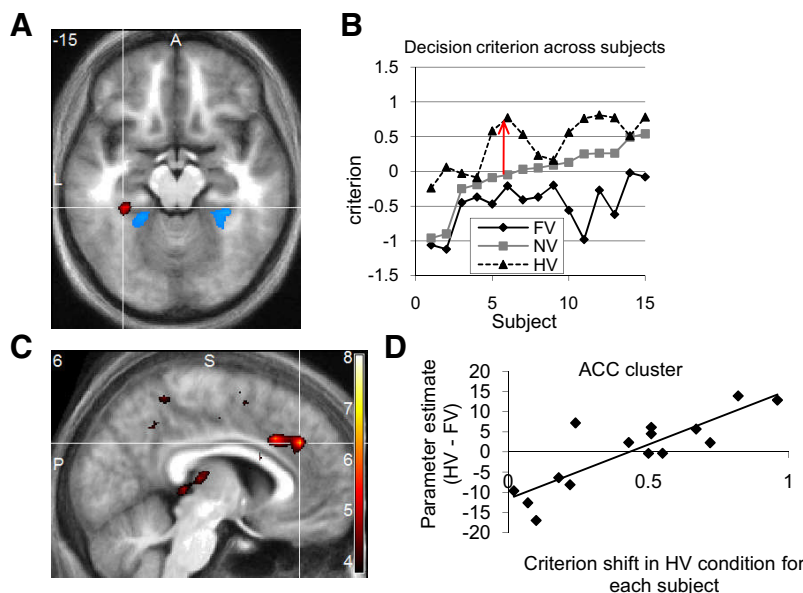 A
-15
A
L
B
Decision criterion across subjects
criterion
1.5
1
0.5
0
-0.5
-1
-1.5
FV
NV
HV
0
5
10
15
Subject
C
6
S
P
8
7
6
5
4
D
ACC cluster
Parameter estimate
(HV - FV)
20
15
10
5
0
-5
-10
-15
-20
0
0.5
1
Criterion shift in HV condition for
each subject